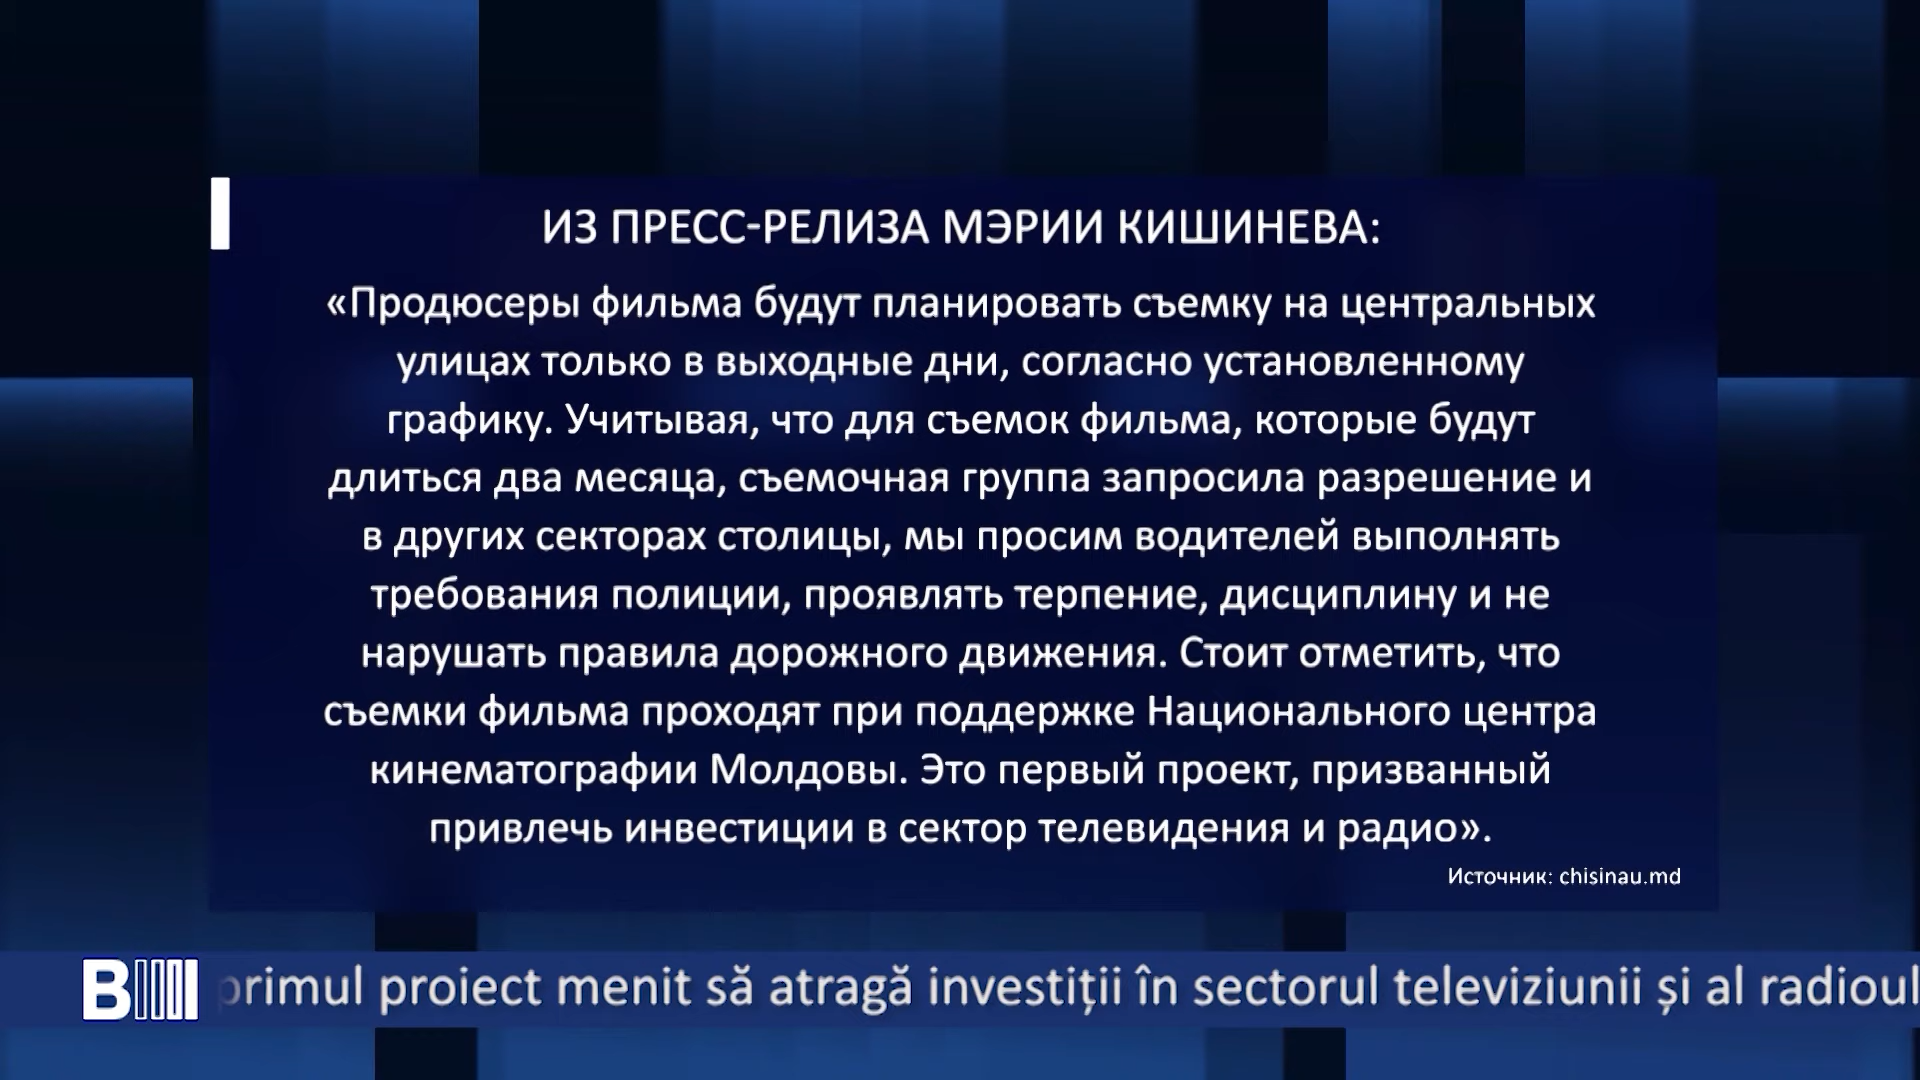 ИЗ ПРЕСС-РЕЛИЗА МЭРИИ КИШИНЕВА:
«Продюсеры фильма будут планировать съемку на центральных
улицах только в выходные дни, согласно установленному
графику. Учитывая, что для съемок фильма, которые будут
длиться два месяца, съемочная группа запросила разрешение и
в других секторах столицы, мы просим водителей выполнять
требования полиции, проявлять терпение, дисциплину и не
нарушать правила дорожного движения. Стоит отметить, что
съемки фильма проходят при поддержке Национального центра
кинематографии Молдовы. Это первый проект, призванный
привлечь инвестиции в сектор телевидения и радио».
Источник: chisinau.md
B primul proiect menit să atragă investiții în sectorul televiziunii și al radioul